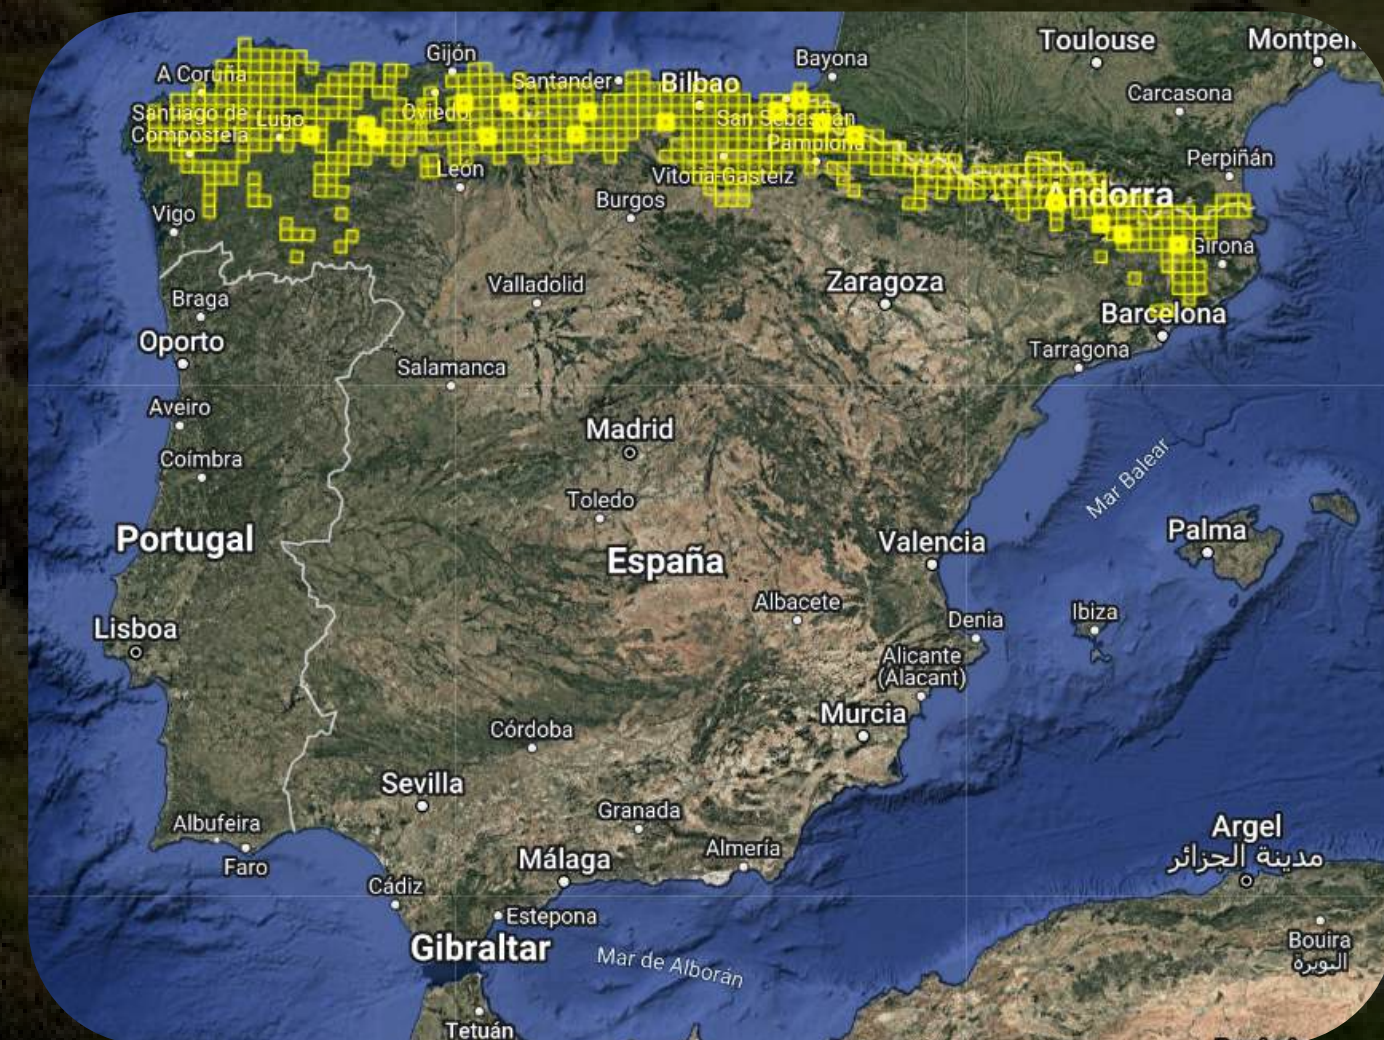 Toulouse
Montpel
Gijón
Bayona
A Coruña
Santander
Bilbao
Carcasona
Santiago de
Compostela
Lugo
Oviedo
San Sebastián
Pamplona
Perpiñán
León
Vitoria-Gasteiz
Andorra
Burgos
Vigo
Girona
Valladolid
Zaragoza
Braga
Barcelona
Oporto
Tarragona
Salamanca
Aveiro
Madrid
Coímbra
Mar Balear
Toledo
Portugal
España
Valencia
Palma
Albacete
Ibiza
Lisboa
Denia
Alicante
(Alacant)
Murcia
Córdoba
Sevilla
Granada
Albufeira
Argel
مدينة الجزائر
Faro
Málaga
Almería
Cádiz
Estepona
Gibraltar
Mar de Alborán
Bouira
البويرة
Tetuán